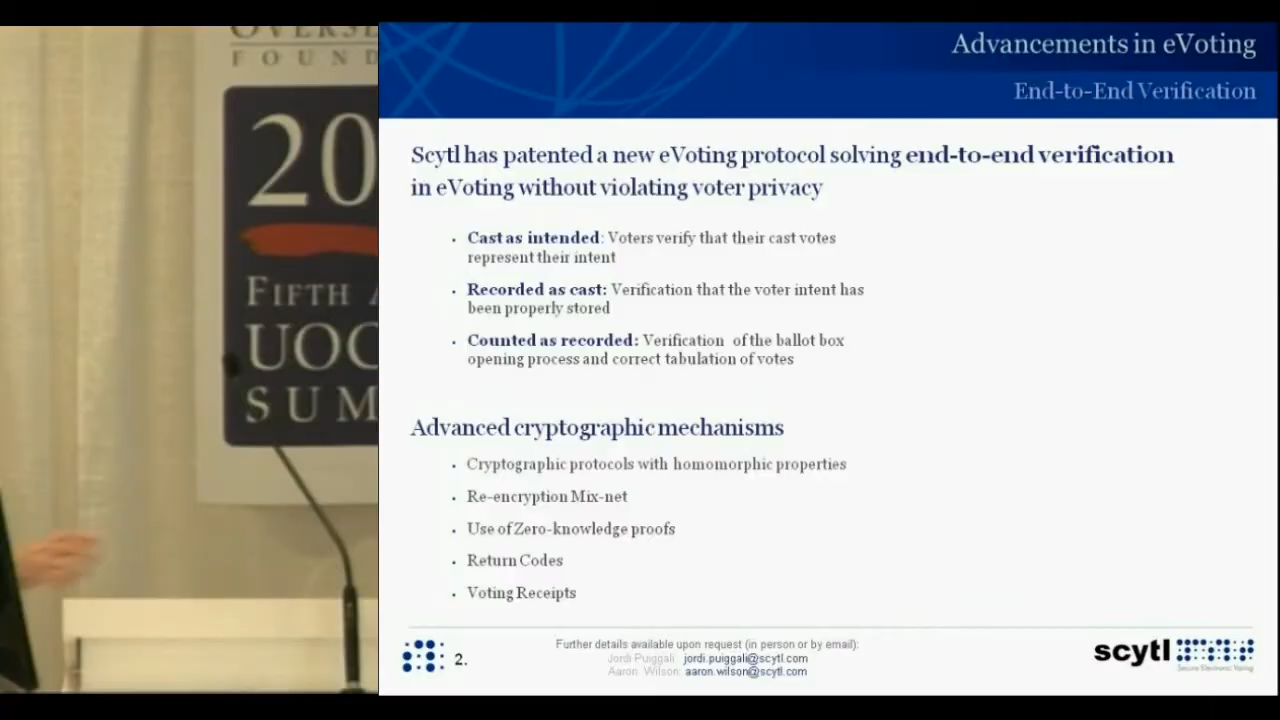 OVERSE
FOUND
20
FIFTH A
UOC
SUM
Advancements in eVoting
End-to-End Verification
Scytl has patented a new eVoting protocol solving end-to-end verification
in eVoting without violating voter privacy
· Cast as intended: Voters verify that their cast votes
represent their intent
· Recorded as cast: Verification that the voter intent has
been properly stored
· Counted as recorded: Verification of the ballot box
opening process and correct tabulation of votes
Advanced cryptographic mechanisms
· Cryptographic protocols with homomorphic properties
· Re-encryption Mix-net
· Use of Zero-knowledge proofs
· Return Codes
· Voting Receipts
2.
Further details available upon request (in person or by email):
Jordi Puiggali: jordi.puiggali@scytl.com
Aaron Wilson: aaron.wilson@scytl.com
scytl
Secure Electronic Voting